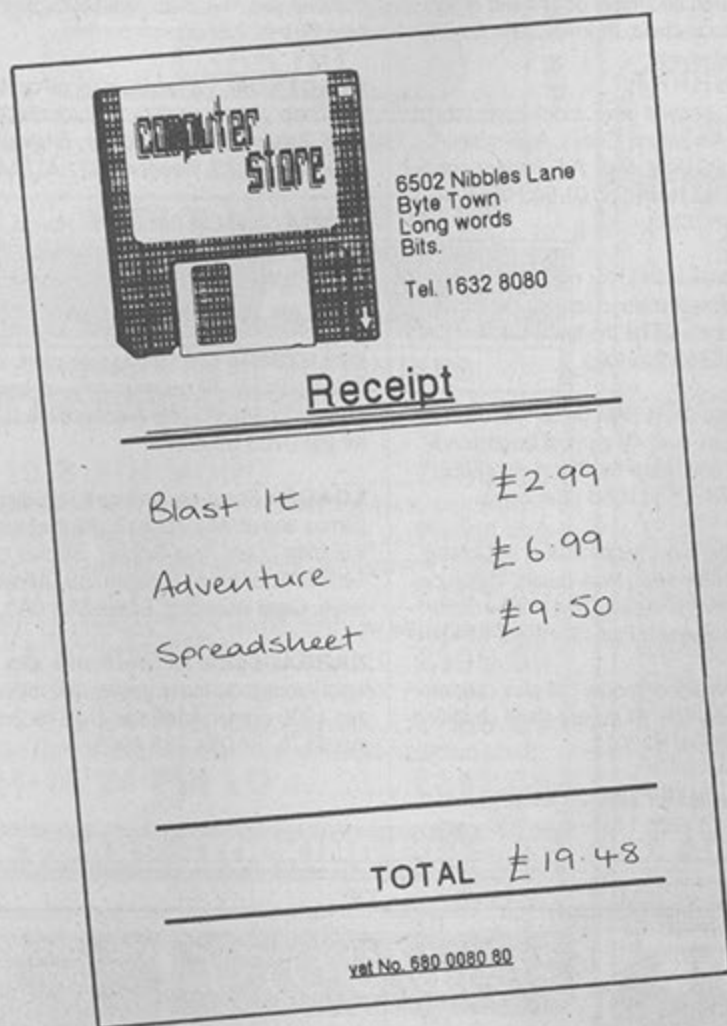 computer
store
6502 Nibbles Lane
Byte Town
Long words
Bits.
Tel. 1632 8080
Receipt
Blast It £2.99
Adventure £6.99
Spreadsheet £9.50
TOTAL £19.48
vat No. 680 0080 80